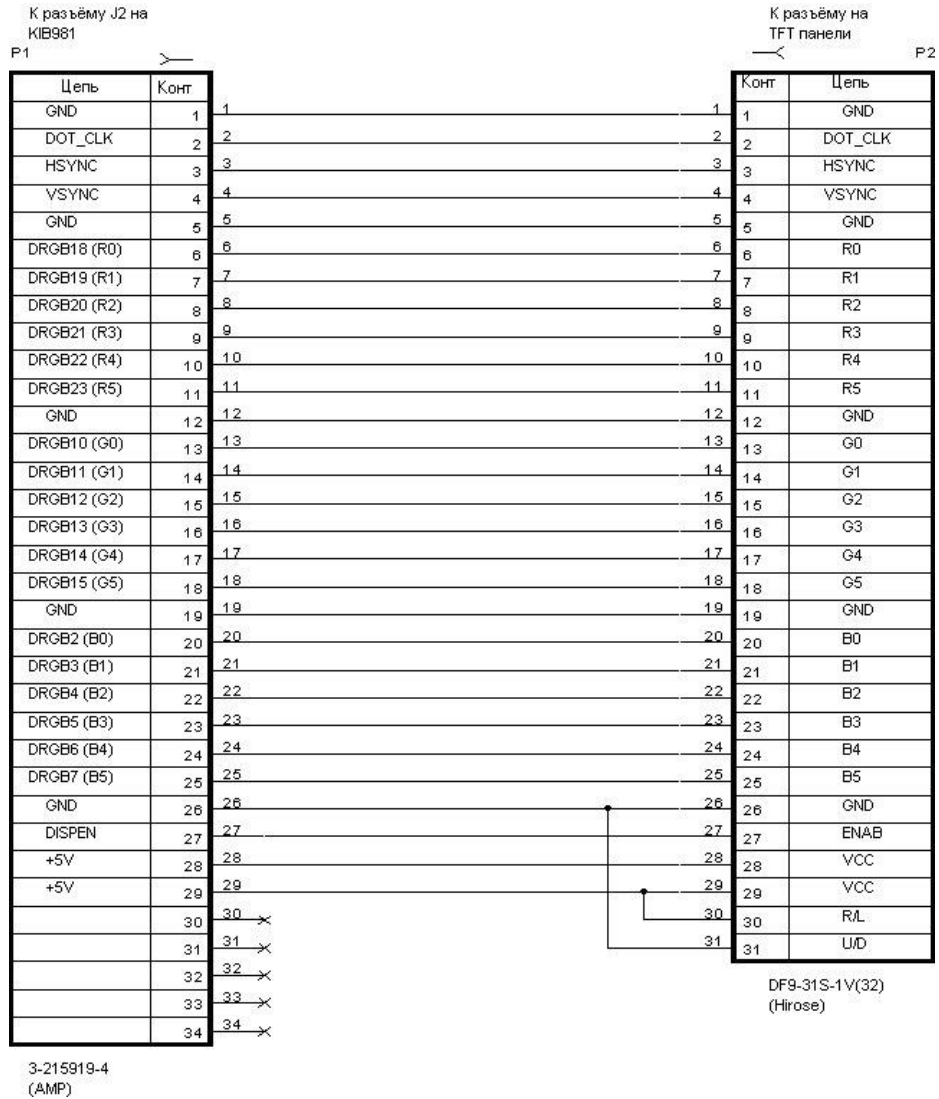 К разъёму J2 на
KIB981
P1
Цепь Конт
GND 1 1
DOT_CLK 2 2
HSYNC 3 3
VSYNC 4 4
GND 5 5
DRGB18 (R0) 6 6
DRGB19 (R1) 7 7
DRGB20 (R2) 8 8
DRGB21 (R3) 9 9
DRGB22 (R4) 10 10
DRGB23 (R5) 11 11
GND 12 12
DRGB10 (G0) 13 13
DRGB11 (G1) 14 14
DRGB12 (G2) 15 15
DRGB13 (G3) 16 16
DRGB14 (G4) 17 17
DRGB15 (G5) 18 18
GND 19 19
DRGB2 (B0) 20 20
DRGB3 (B1) 21 21
DRGB4 (B2) 22 22
DRGB5 (B3) 23 23
DRGB6 (B4) 24 24
DRGB7 (B5) 25 25
GND 26 26
DISPEN 27 27
+5V 28 28
+5V 29 29
30 30
31 31
32 32
33 33
34 34
3-215919-4
(AMP)
К разъёму на
TFT панели
P2
Конт Цепь
1 1 GND
2 2 DOT_CLK
3 3 HSYNC
4 4 VSYNC
5 5 GND
6 6 R0
7 7 R1
8 8 R2
9 9 R3
10 10 R4
11 11 R5
12 12 GND
13 13 G0
14 14 G1
15 15 G2
16 16 G3
17 17 G4
18 18 G5
19 19 GND
20 20 B0
21 21 B1
22 22 B2
23 23 B3
24 24 B4
25 25 B5
26 26 GND
27 27 ENAB
28 28 VCC
29 29 VCC
30 30 R/L
31 31 U/D
DF9-31S-1V(32)
(Hirose)